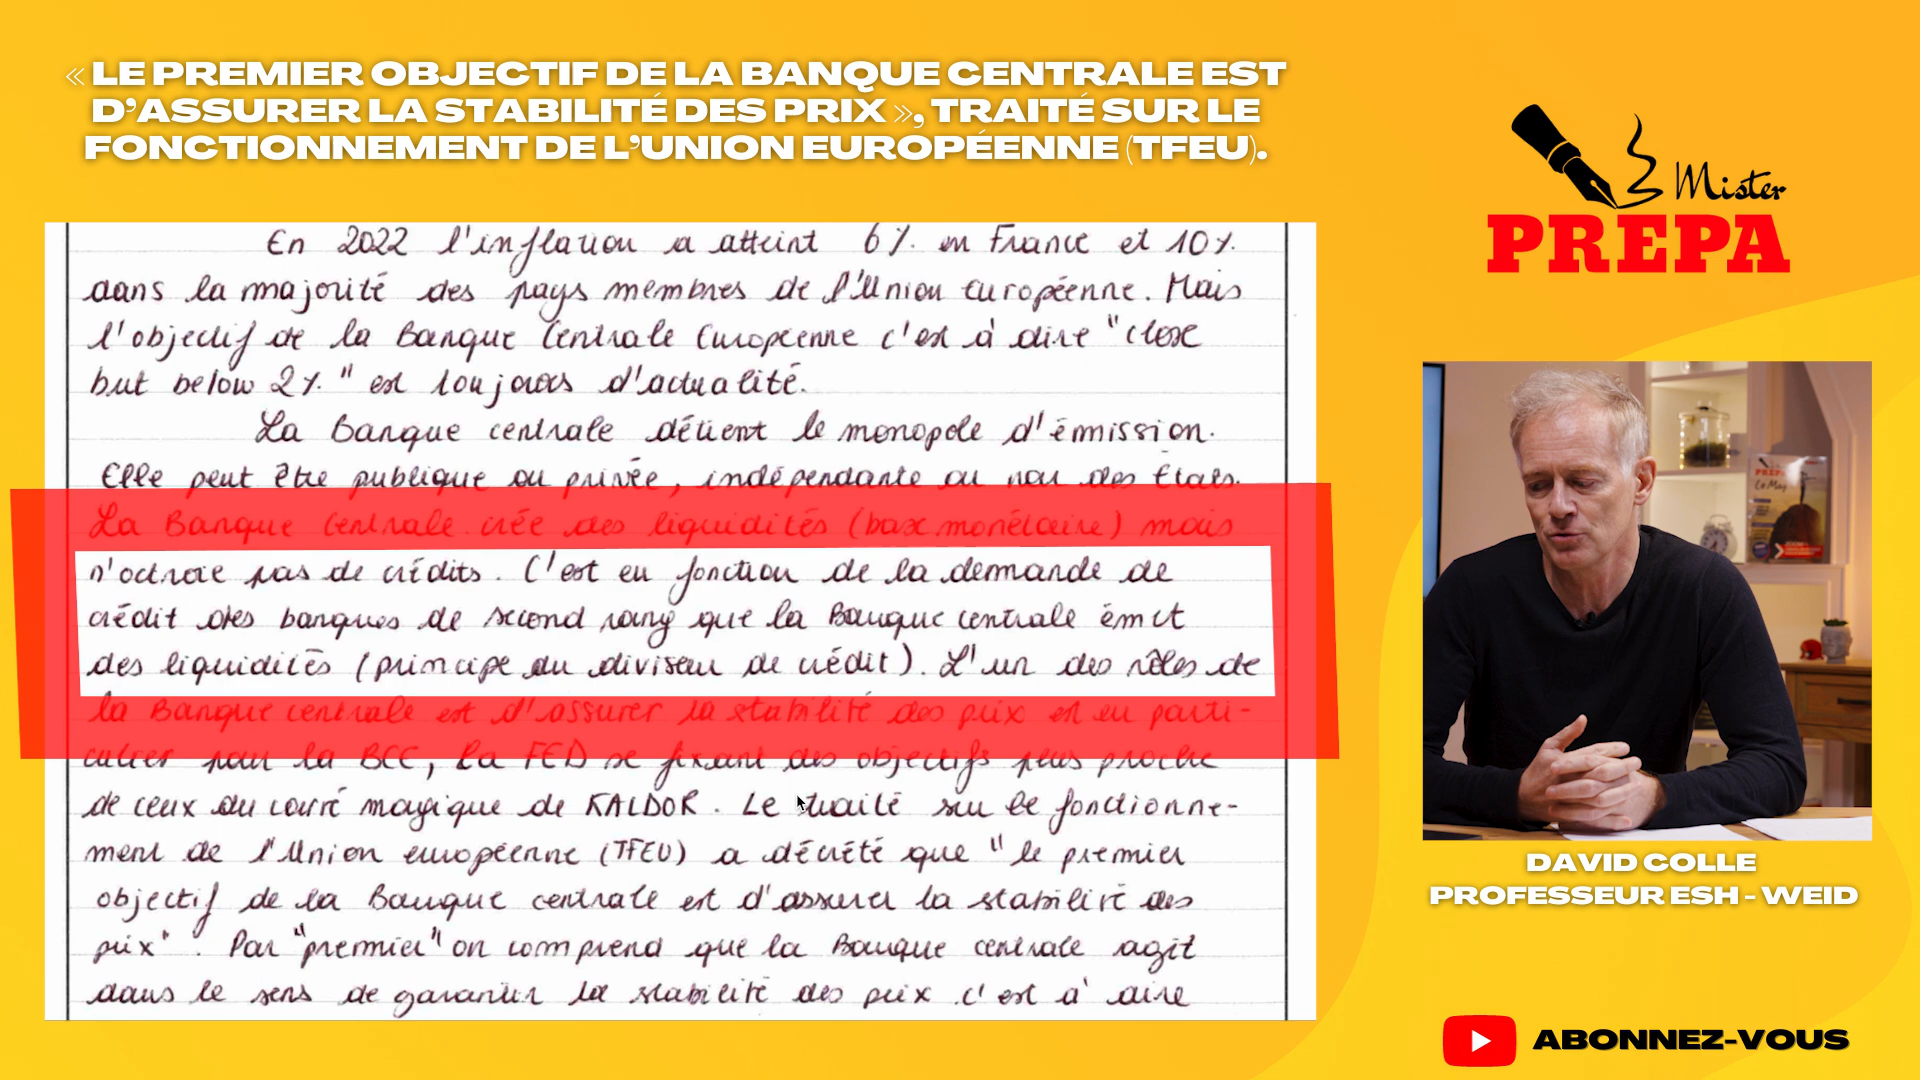 « LE PREMIER OBJECTIF DE LA BANQUE CENTRALE EST
D’ASSURER LA STABILITÉ DES PRIX », TRAITÉ SUR LE
FONCTIONNEMENT DE L’UNION EUROPÉENNE (TFEU).
Mister
PREPA
En 2022 l'inflation a atteint 6%. en France et 10%.
dans la majorité des pays membres de l'Union Européenne. Mais
l'objectif de la Banque Centrale Européenne c'est à dire "close
but below 2%." est toujours d'actualité.
La Banque centrale détient le monopole d'émission.
Elle peut être publique ou privée, indépendante ou non des États.
La Banque Centrale crée des liquidités (base monétaire) mais
n'octroie pas de crédits. C'est en fonction de la demande de
crédit des banques de second rang que la Banque centrale émet
des liquidités (principe du diviseur de crédit). L'un des rôles de
la Banque centrale est d'assurer la stabilité des prix et en parti-
culier pour la BCE, la FED se fixant des objectifs plus proche
de ceux du carré magique de KALDOR. Le traité sur le fonctionne-
ment de l'Union européenne (TFEU) a décrété que "le premier
objectif de la Banque centrale est d'assurer la stabilité des
prix". Par "premier" on comprend que la Banque centrale agit
dans le sens de garantir la stabilité des prix c'est à dire
DAVID COLLE
PROFESSEUR ESH - WEID
ABONNEZ-VOUS